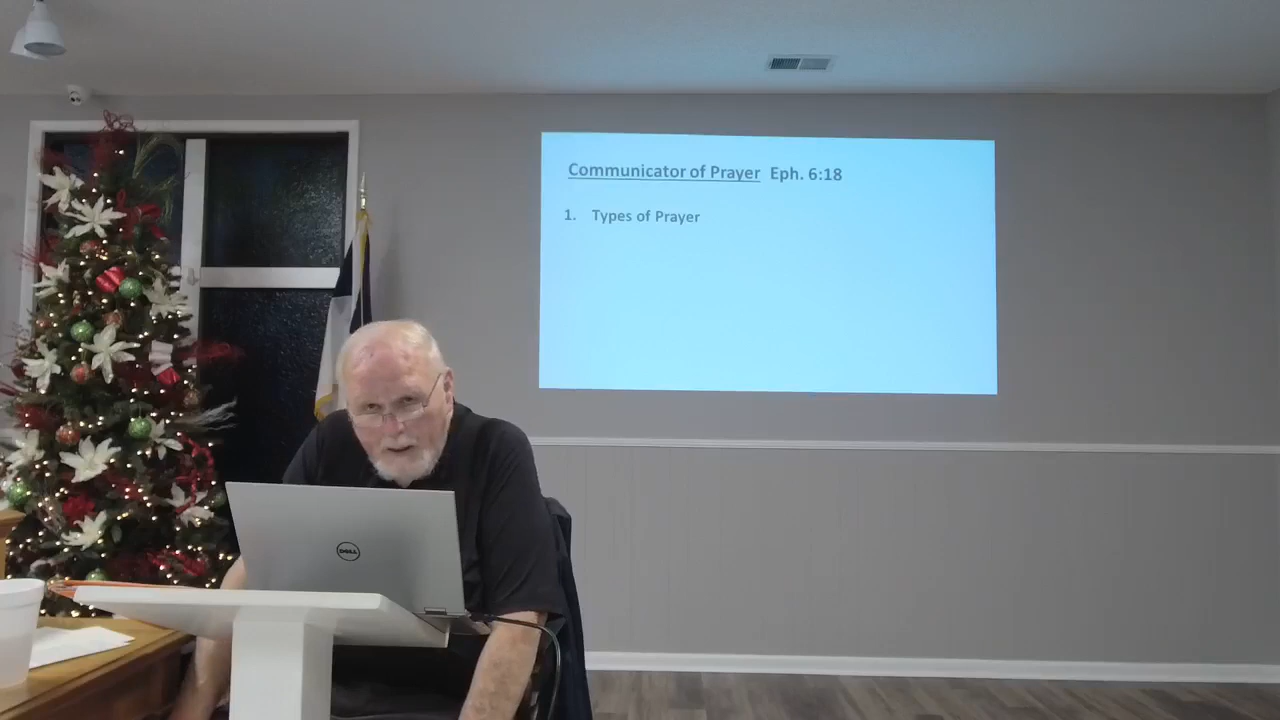 Communicator of Prayer Eph. 6:18
1. Types of Prayer
DELL